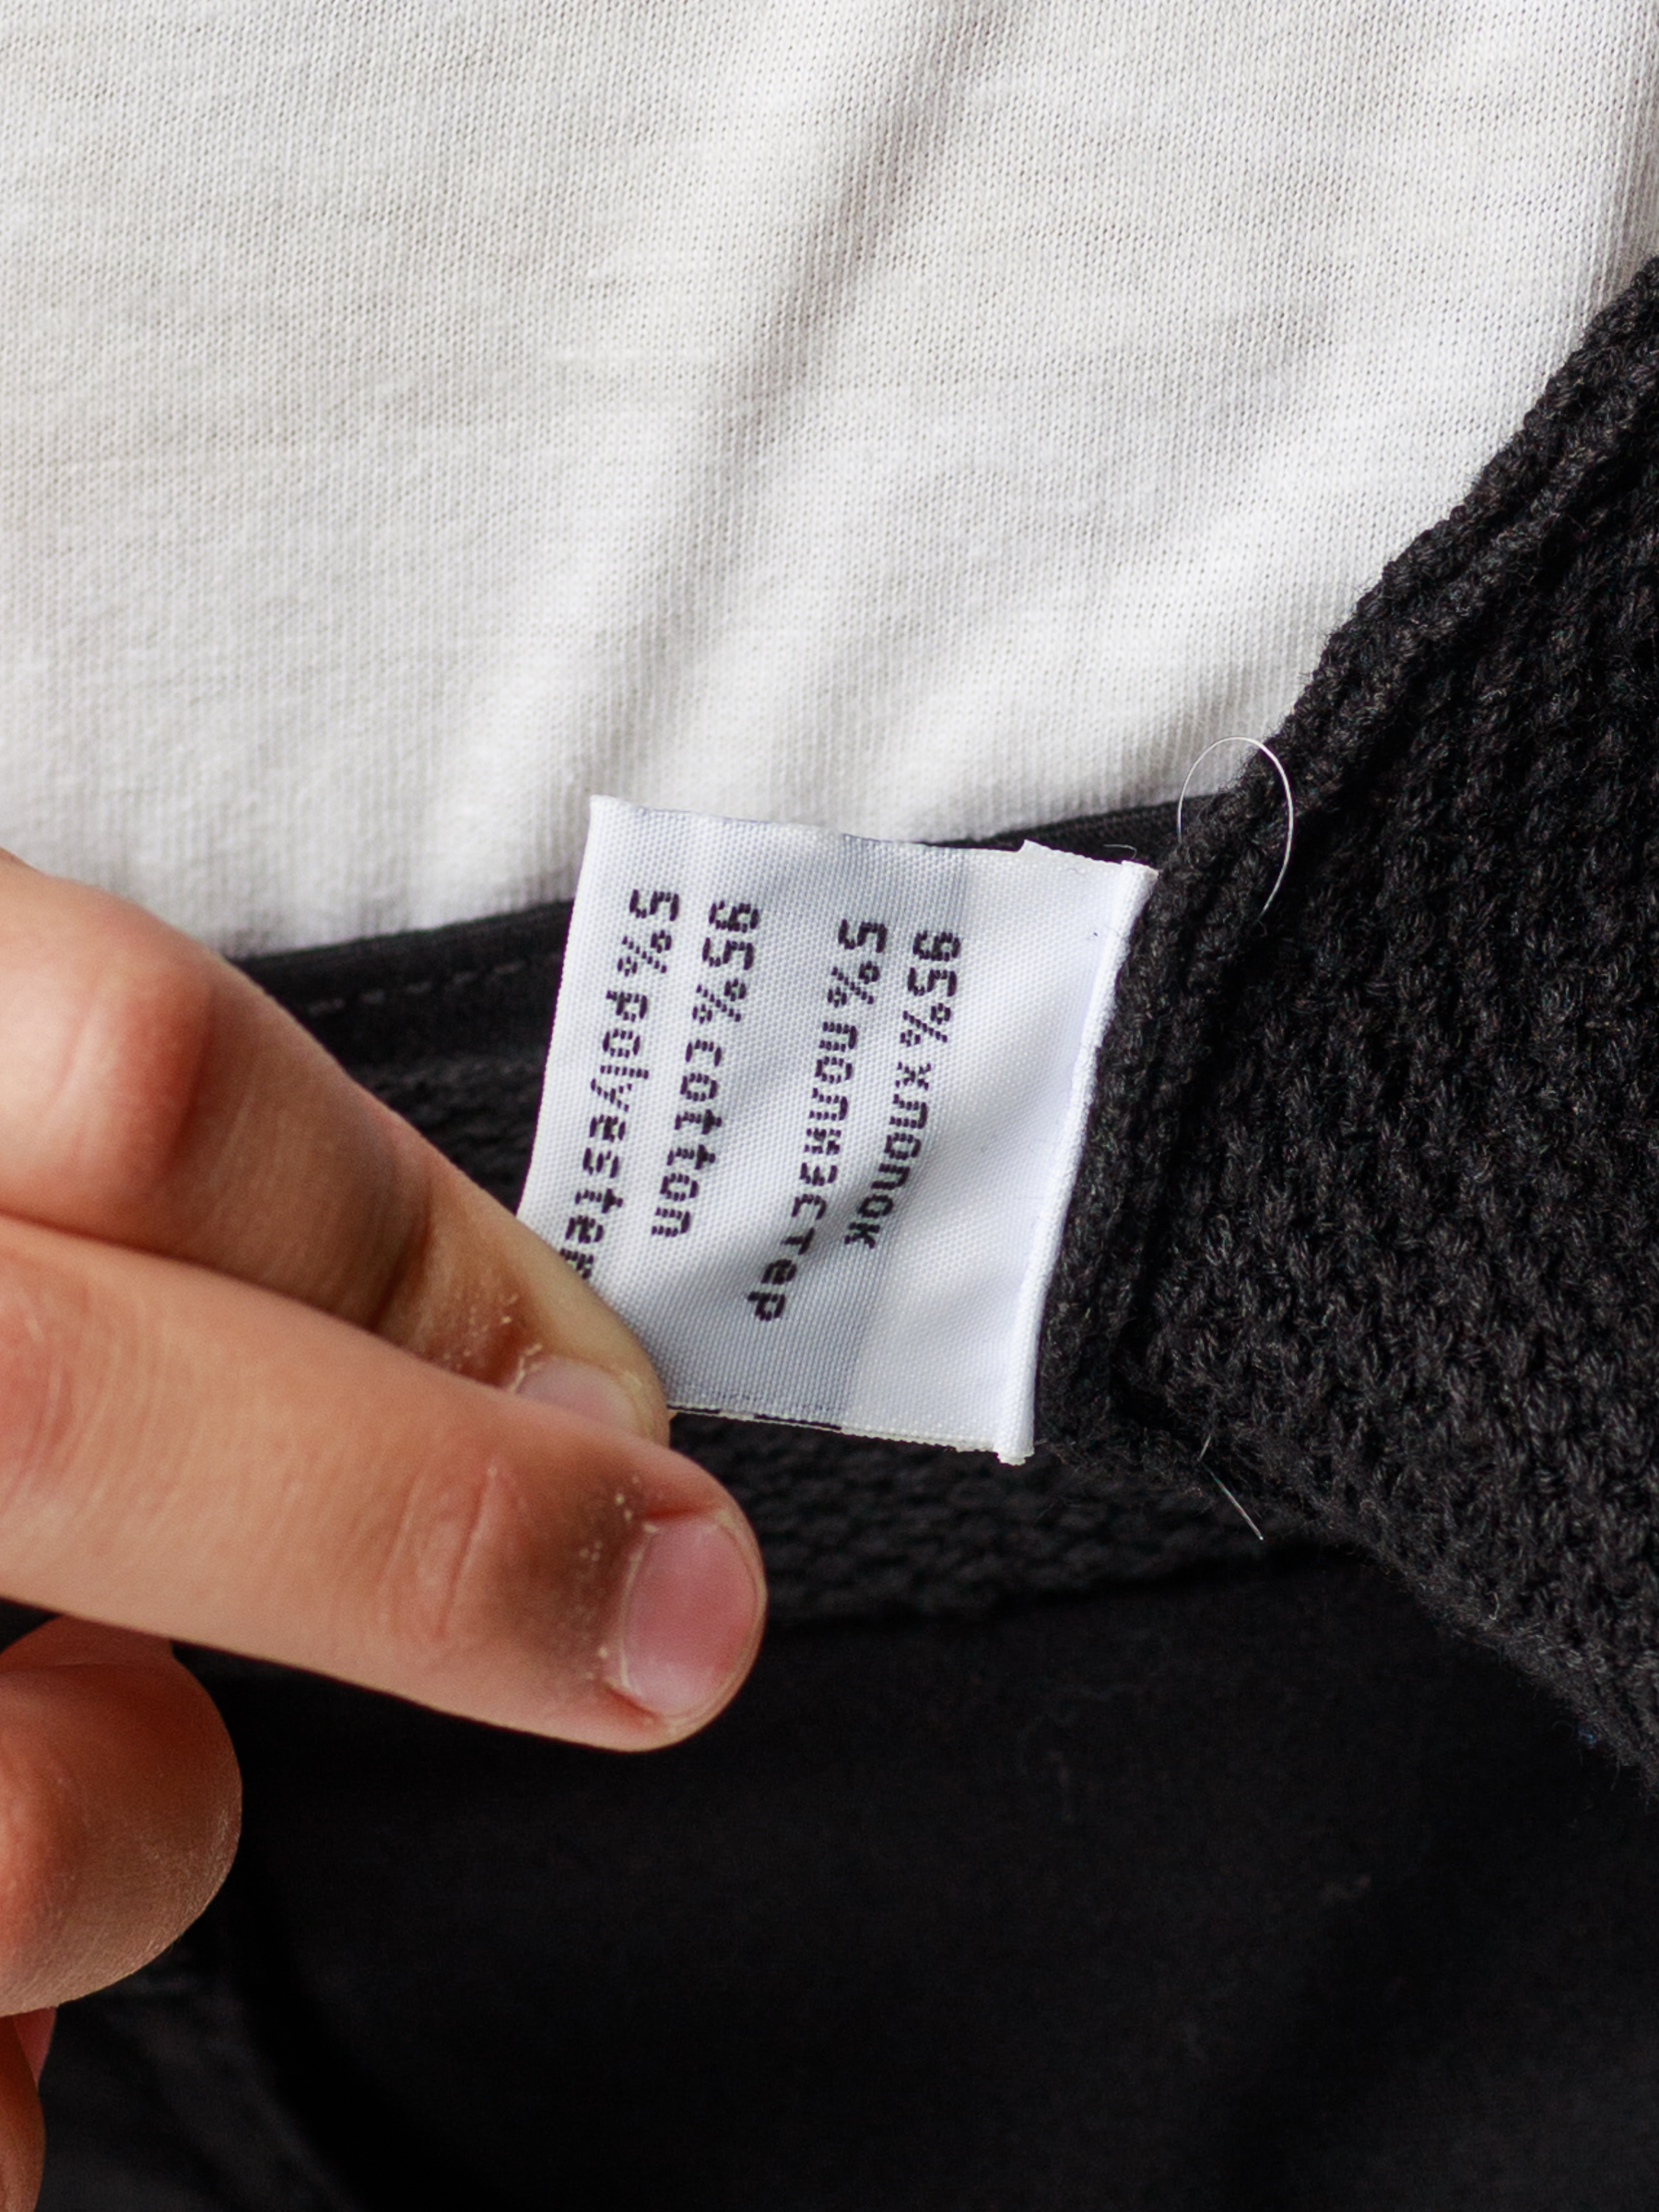 95% хлопок
5% полиэстер
95% cotton
5% polyester